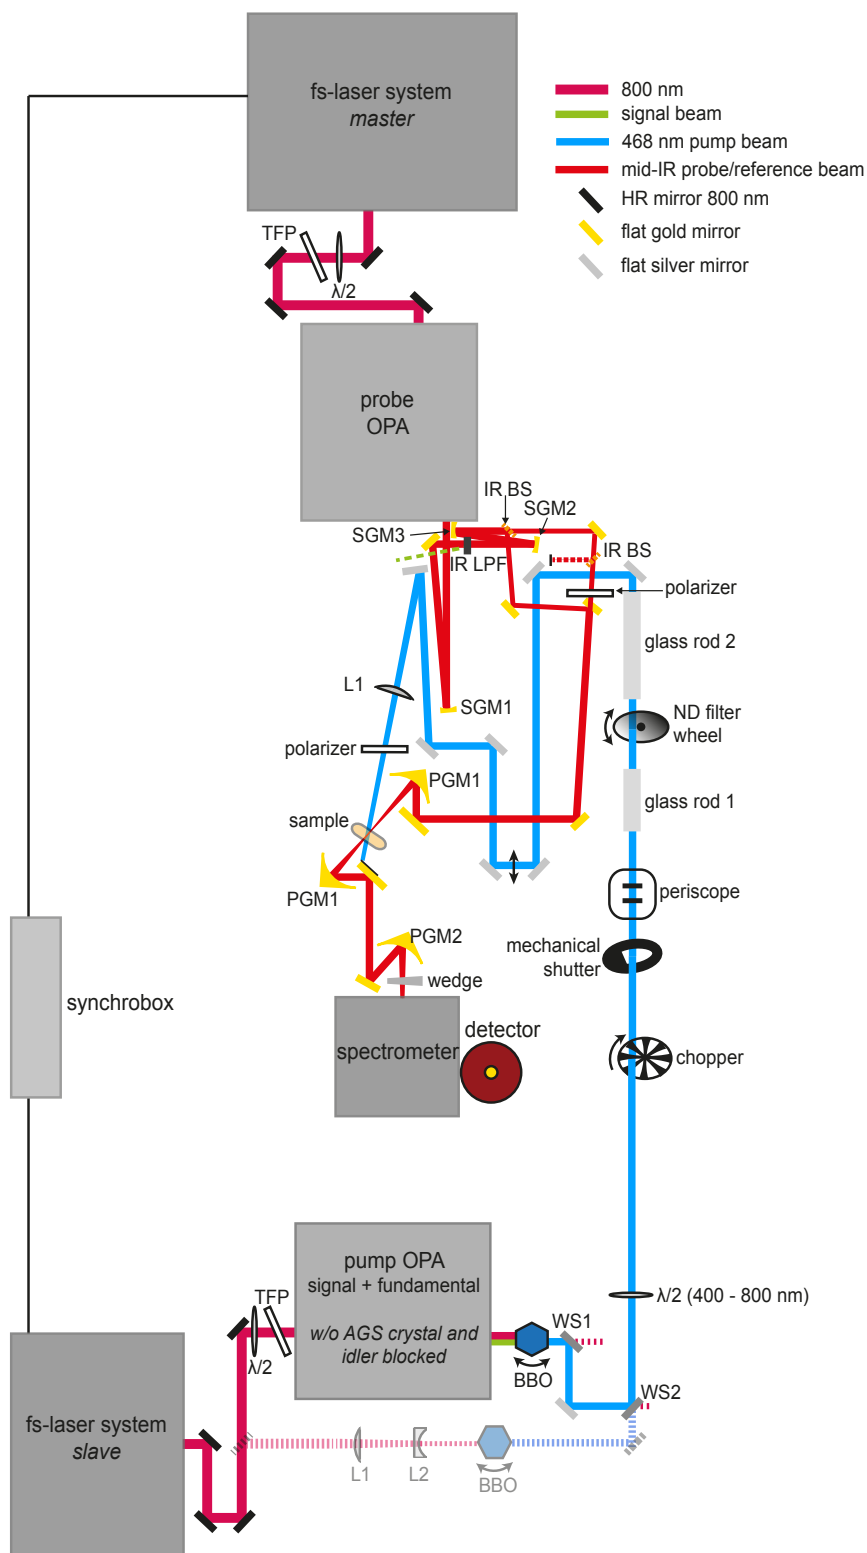 fs-laser system
master
800 nm
signal beam
468 nm pump beam
mid-IR probe/reference beam
HR mirror 800 nm
flat gold mirror
flat silver mirror
TFP
λ/2
probe
OPA
IR BS
SGM2
SGM3
IR BS
IR LPF
polarizer
glass rod 2
L1
SGM1
ND filter
wheel
polarizer
PGM1
glass rod 1
sample
PGM1
periscope
PGM2
mechanical
shutter
wedge
synchrobox
detector
spectrometer
chopper
pump OPA
signal + fundamental
w/o AGS crystal and
idler blocked
TFP
λ/2
λ/2 (400 - 800 nm)
WS1
BBO
WS2
fs-laser system
slave
L1
L2
BBO